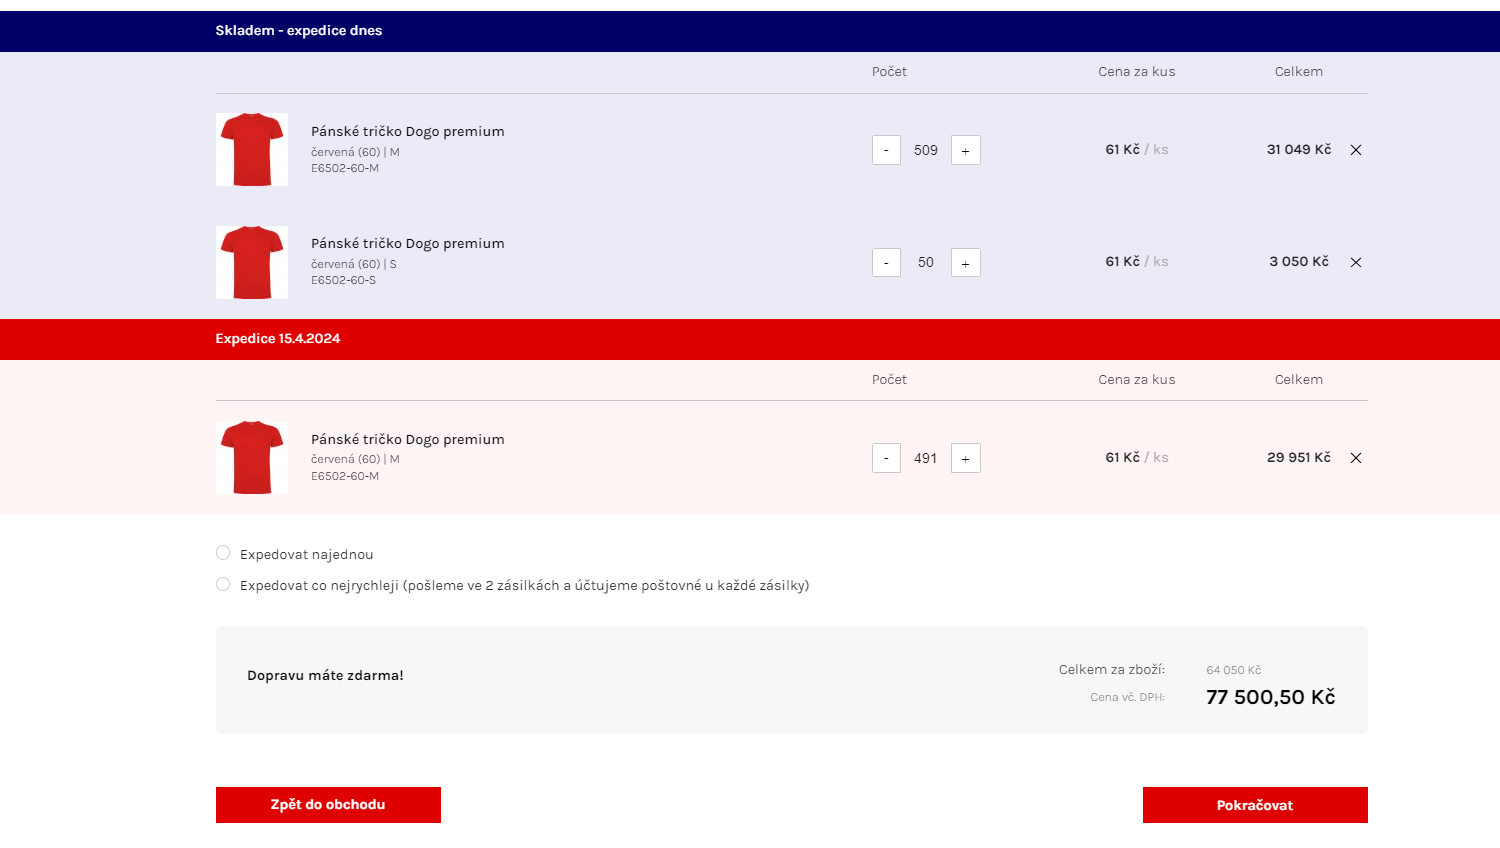 Skladem - expedice dnes
Počet Cena za kus Celkem
Pánské tričko Dogo premium
červená (60) | M
E6502-60-M
- 509 + 61 Kč / ks 31 049 Kč
Pánské tričko Dogo premium
červená (60) | S
E6502-60-S
- 50 + 61 Kč / ks 3 050 Kč
Expedice 15.4.2024
Počet Cena za kus Celkem
Pánské tričko Dogo premium
červená (60) | M
E6502-60-M
- 491 + 61 Kč / ks 29 951 Kč
Expedovat najednou
Expedovat co nejrychleji (pošleme ve 2 zásilkách a účtujeme poštovné u každé zásilky)
Dopravu máte zdarma!
Celkem za zboží: 64 050 Kč
Cena vč. DPH: 77 500,50 Kč
Zpět do obchodu
Pokračovat